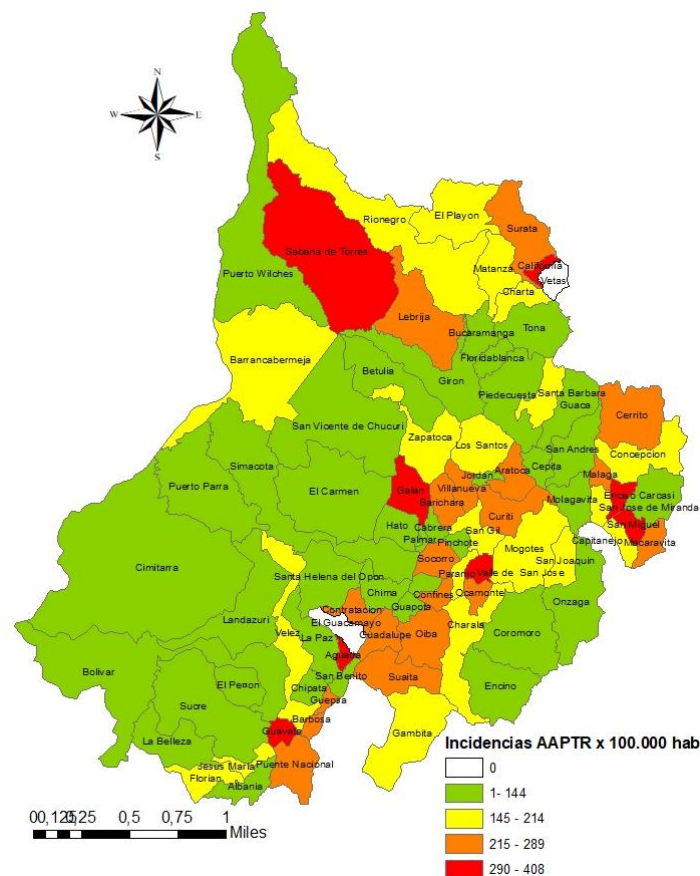 N
W E
S
El Playon
Rionegro
Surata
Sabana de Torres
Matanza
California
Vetas
Puerto Wilches
Charta
Lebrija
Bucaramanga
Tona
Barrancabermeja
Betulia
Floridablanca
Giron
Piedecuesta
Santa Barbara
Guaca
San Vicente de Chucuri
Cerrito
Zapatoca
Los Santos
Concepcion
San Andres
Simacota
Aratoca
Cepita
Malaga
Puerto Parra
El Carmen
Galan
Villanueva
Jordan
Enciso
Carcasi
Barichara
Molagavita
San Jose de Miranda
Curiti
Hato
Cabrera
San Gil
San Miguel
Palmar
Pinchote
Capitanejo
Macaravita
Mogotes
Cimitarra
Socorro
San Joaquin
Paramo
Valle de San Jose
Santa Helena del Opon
Chima
Confines
Ocamonte
Onzaga
Contratacion
Guapota
Landazuri
El Guacamayo
Charala
Velez
La Paz
Guadalupe
Oiba
Coromoro
Aguada
Bolivar
San Benito
El Peñon
Chipata
Suaita
Encino
Sucre
Guepsa
Barbosa
Guavata
Gambita
La Belleza
Jesus Maria
Puente Nacional
Florian
Albania
Incidencias AAPTR x 100.000 hab
0
1- 144
145 - 214
215 - 289
290 - 408
0,5 0,75 1
Miles